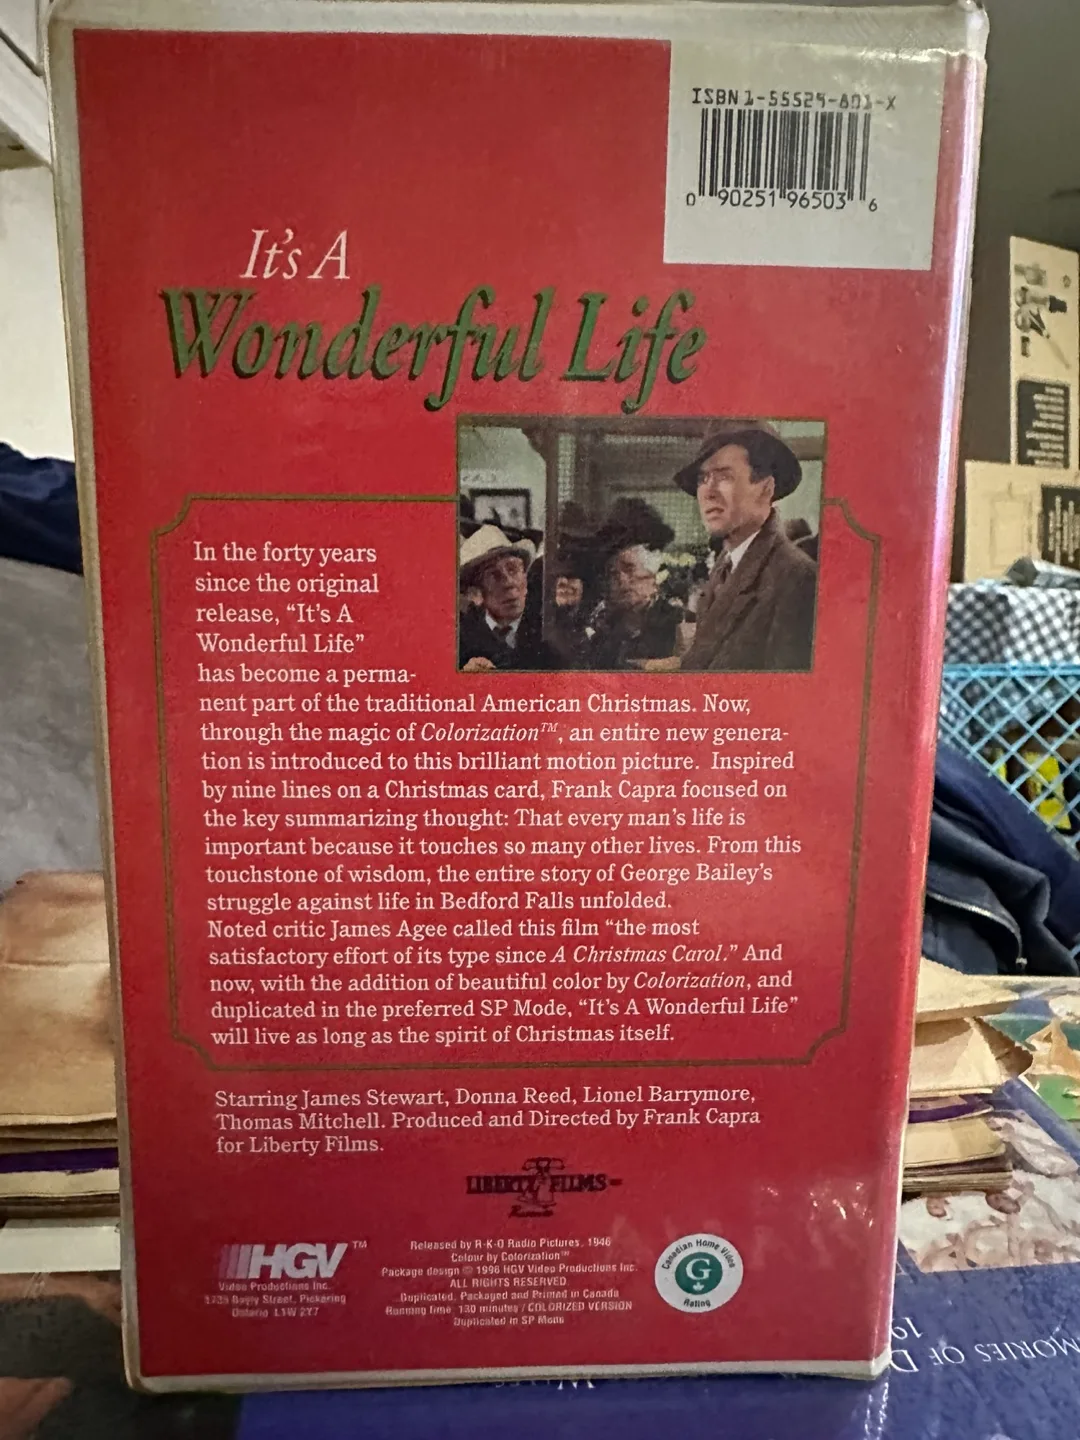 ISBN 1-55529-801-X
0 90251 96503 6
It's A
Wonderful Life
In the forty years
since the original
release, "It's A
Wonderful Life"
has become a perma-
nent part of the traditional American Christmas. Now,
through the magic of Colorization™, an entire new genera-
tion is introduced to this brilliant motion picture. Inspired
by nine lines on a Christmas card, Frank Capra focused on
the key summarizing thought: That every man's life is
important because it touches so many other lives. From this
touchstone of wisdom, the entire story of George Bailey's
struggle against life in Bedford Falls unfolded.
Noted critic James Agee called this film "the most
satisfactory effort of its type since A Christmas Carol." And
now, with the addition of beautiful color by Colorization, and
duplicated in the preferred SP Mode, "It's A Wonderful Life"
will live as long as the spirit of Christmas itself.
Starring James Stewart, Donna Reed, Lionel Barrymore,
Thomas Mitchell. Produced and Directed by Frank Capra
for Liberty Films.
LIBERTY FILMS
HGV™
Video Productions Inc.
Street, Pickering
Ontario L1W 2Y7
Released by R-K-O Radio Pictures, 1946
Colour by Colorization™
Package design © 1996 HGV Video Productions Inc.
ALL RIGHTS RESERVED
Duplicated, Packaged and Printed in Canada
Running time: 130 minutes / COLORIZED VERSION
Duplicated in SP Mode
Canadian Home Video
G
Rating
MORIES OF D
19